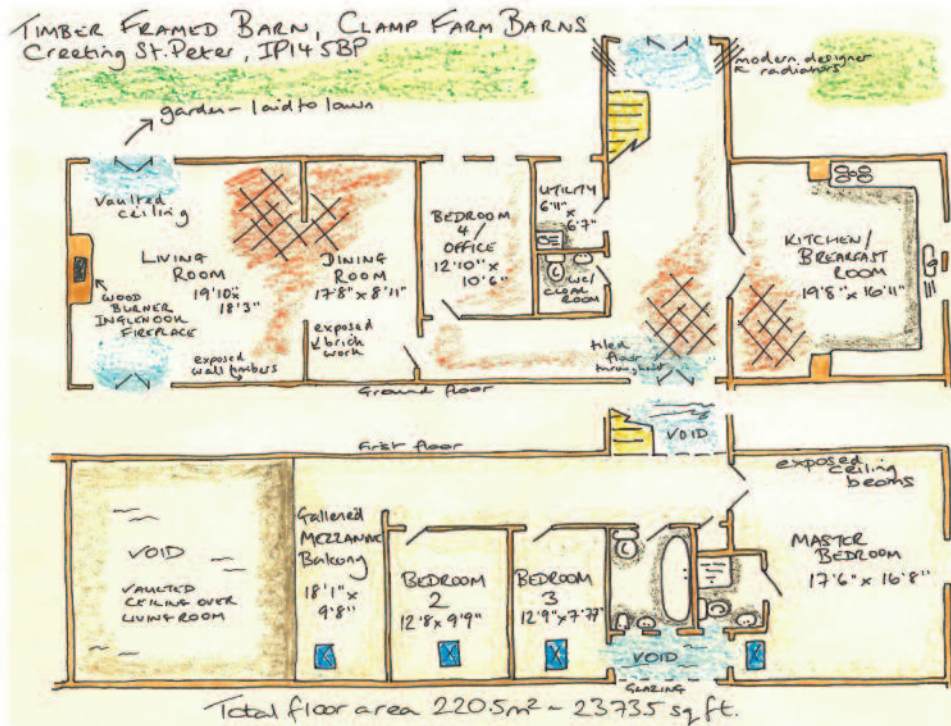 TIMBER FRAMED BARN, CLAMP FARM BARNS
Creeting St. Peter, IP14 5BP
garden - laid to lawn
modern designer
radiators
Vaulted
ceiling
LIVING
ROOM
19'10"x
18'3"
WOOD
BURNER
INGLENOOK
FIREPLACE
exposed
wall timbers
DINING
ROOM
17'8" x 8'11"
exposed
brick
work
BEDROOM
4/
OFFICE
12'10" x
10'6"
UTILITY
6'11"
x
6'7"
WC/
CLOAK
ROOM
tiled
floor
throughout
KITCHEN/
BREAKFAST
ROOM
19'8" x 16'11"
Ground floor
First floor
VOID
VOID
VAULTED
CEILING OVER
LIVING ROOM
Galleried
MEZZANINE
Balcony
18'1" x
9'8"
BEDROOM
2
12'8 x 9'9"
BEDROOM
3
12'9" x 7'77"
VOID
GLAZING
exposed
ceiling
beams
MASTER
BEDROOM
17'6" x 16'8"
Total floor area 220.5m² ~ 2373.5 sq ft.